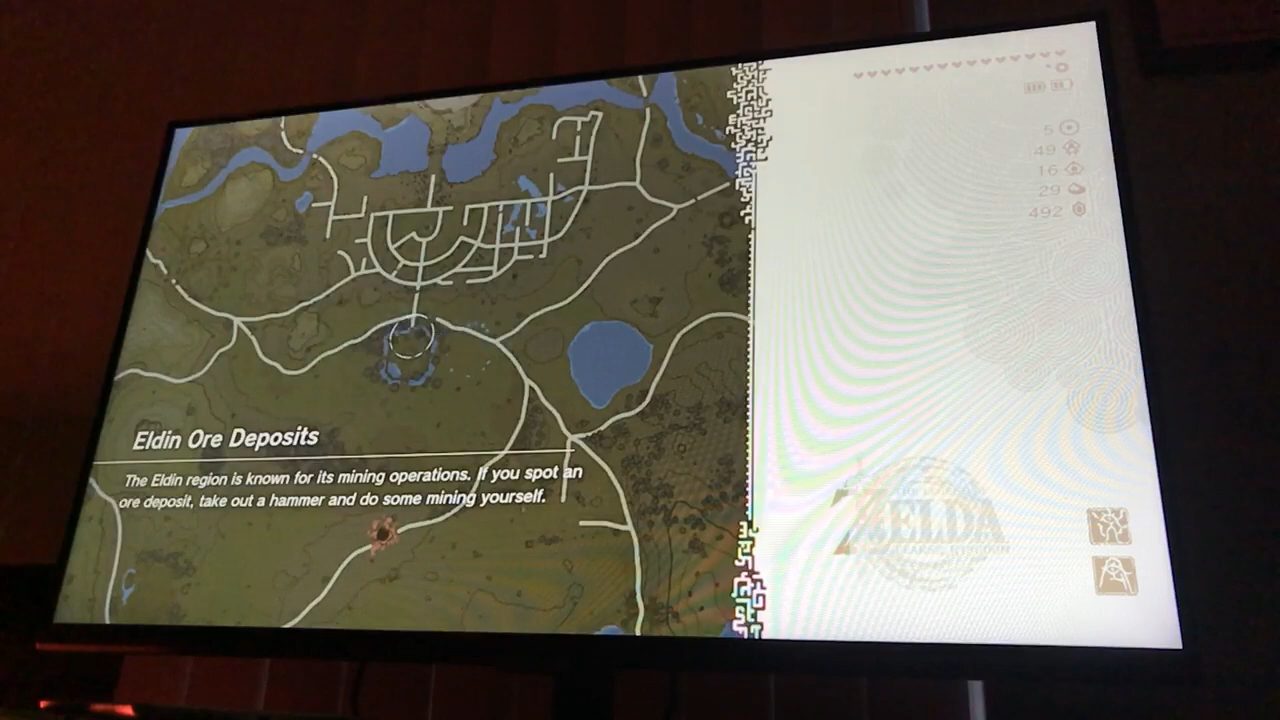 5
49
16
29
492
Eldin Ore Deposits
The Eldin region is known for its mining operations. If you spot an
ore deposit, take out a hammer and do some mining yourself.
ZELDA